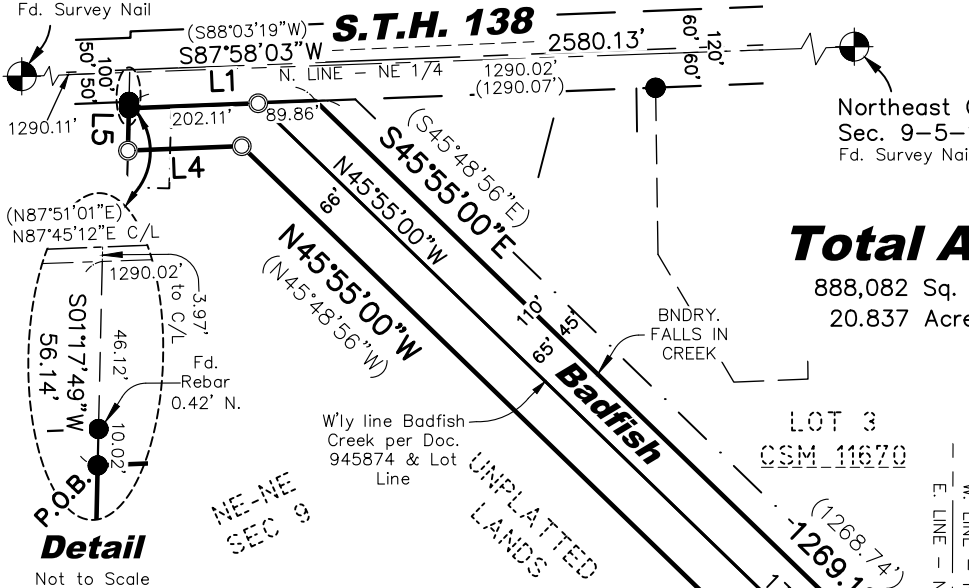 Fd. Survey Nail
(S88°03'19"W)
S87°58'03"W
S.T.H. 138
2580.13'
60'
120'
60'
50'
100'
50'
N. LINE - NE 1/4
1290.02'
(1290.07')
L1
1290.11'
202.11'
89.86'
L5
L4
Northeast
Sec. 9-5-
Fd. Survey Nail
(S45°48'56"E)
S45°55'00"E
N45°55'00"W
66'
N45°55'00"W
(N45°48'56"W)
(N87°51'01"E)
N87°45'12"E C/L
1290.02'
3.97'
to C/L
S01°17'49"W
56.14'
46.12'
Fd.
Rebar
0.42' N.
10.02'
P.O.B.
Detail
Not to Scale
Total A
888,082 Sq.
20.837 Acre
110'
45'
65'
BNDRY.
FALLS IN
CREEK
Badfish
W'ly line Badfish
Creek per Doc.
945874 & Lot
Line
LOT 3
CSM 11670
NE-NE
SEC 9
UNPLATTED
LANDS
(1268.74')
1269.1
W. LINE -
E. LINE - N